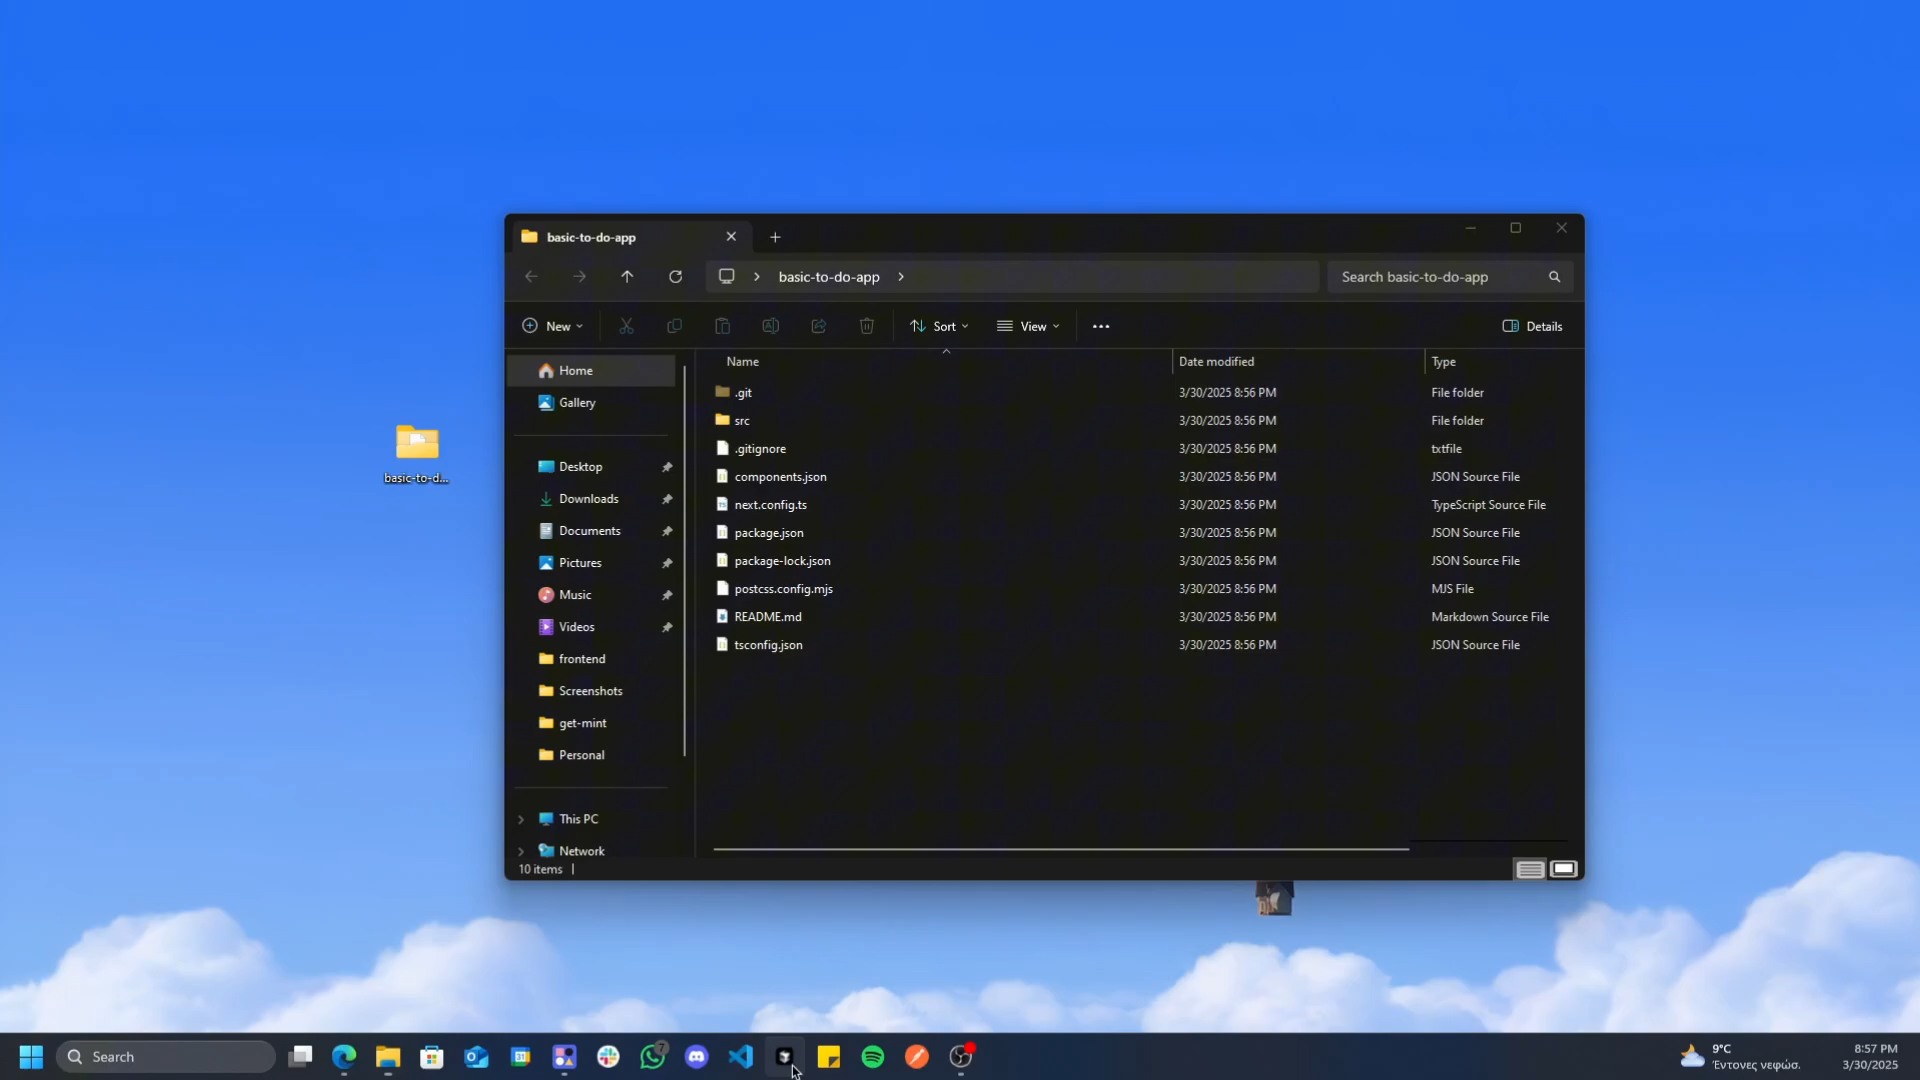 basic-to-do-app
basic-to-do-app
Search basic-to-do-app
New
Sort
View
Details
Name
Date modified
Type
Home
Gallery
Desktop
Downloads
Documents
Pictures
Music
Videos
frontend
Screenshots
get-mint
Personal
This PC
Network
.git 3/30/2025 8:56 PM File folder
src 3/30/2025 8:56 PM File folder
.gitignore 3/30/2025 8:56 PM txtfile
components.json 3/30/2025 8:56 PM JSON Source File
next.config.ts 3/30/2025 8:56 PM TypeScript Source File
package.json 3/30/2025 8:56 PM JSON Source File
package-lock.json 3/30/2025 8:56 PM JSON Source File
postcss.config.mjs 3/30/2025 8:56 PM MJS File
README.md 3/30/2025 8:56 PM Markdown Source File
tsconfig.json 3/30/2025 8:56 PM JSON Source File
10 items
basic-to-d...
Search
31
7
9°C
Έντονες νεφώσ.
8:57 PM
3/30/2025